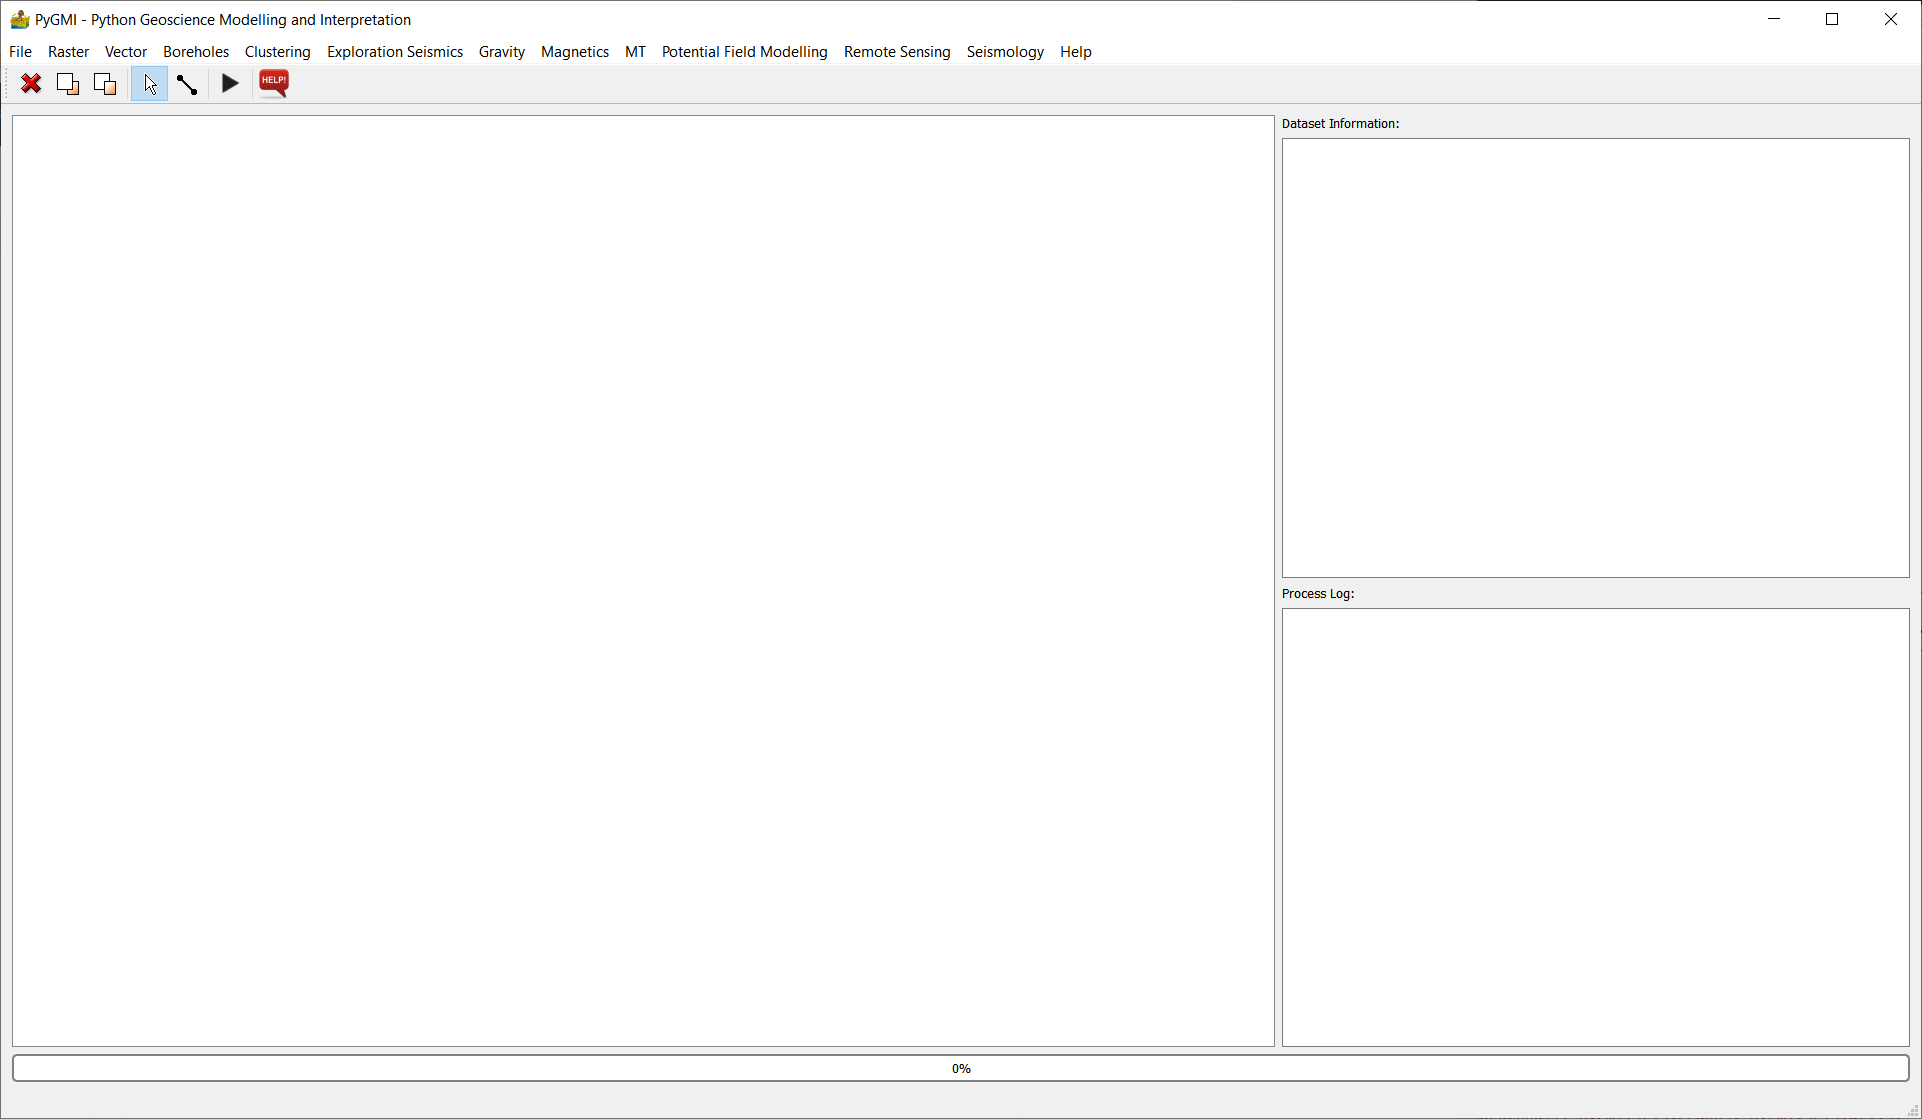 PyGMI - Python Geoscience Modelling and Interpretation
File Raster Vector Boreholes Clustering Exploration Seismics Gravity Magnetics MT Potential Field Modelling Remote Sensing Seismology Help
HELP!
Dataset Information:
Process Log:
0%